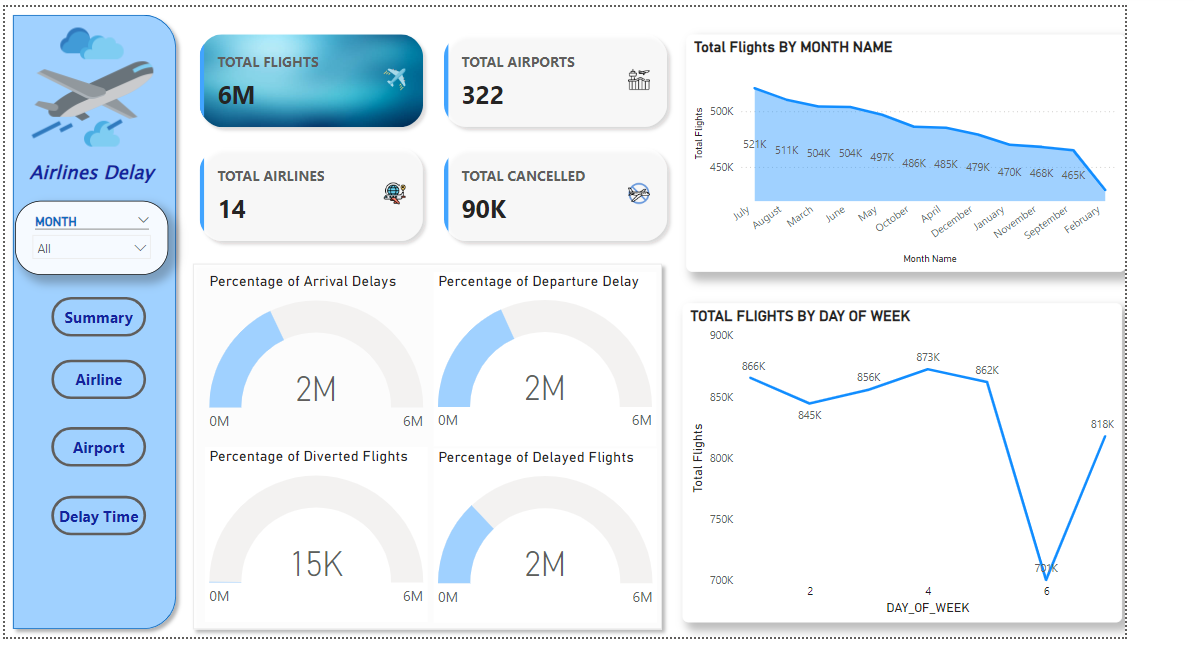 Airlines Delay
MONTH
All
Summary
Airline
Airport
Delay Time
TOTAL FLIGHTS
6M
TOTAL AIRPORTS
322
TOTAL AIRLINES
14
TOTAL CANCELLED
90K
Percentage of Arrival Delays
2M
0M 6M
Percentage of Departure Delay
2M
0M 6M
Percentage of Diverted Flights
15K
0M 6M
Percentage of Delayed Flights
2M
0M 6M
Total Flights BY MONTH NAME
Total Flights
500K
450K
521K 511K 504K 504K 497K 486K 485K 479K 470K 468K 465K
July August March June May October April December January November September February
Month Name
TOTAL FLIGHTS BY DAY OF WEEK
Total Flights
900K
850K
800K
750K
700K
866K 845K 856K 873K 862K 701K 818K
2 4 6
DAY_OF_WEEK